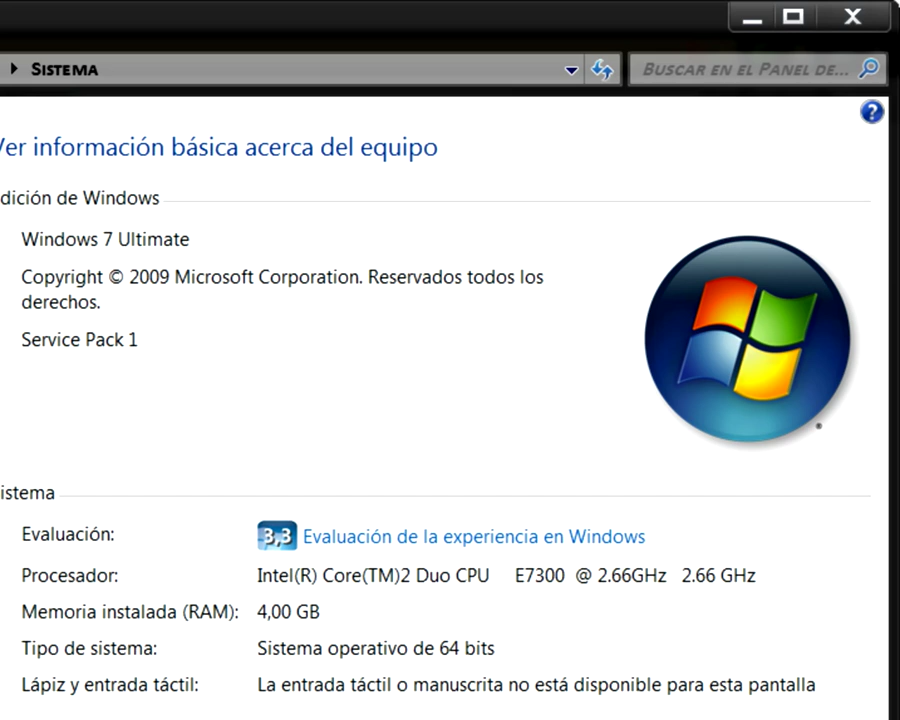 Sistema
Buscar en el Panel de...
Ver información básica acerca del equipo
dición de Windows
Windows 7 Ultimate
Copyright © 2009 Microsoft Corporation. Reservados todos los
derechos.
Service Pack 1
istema
Evaluación:
3,3 Evaluación de la experiencia en Windows
Procesador:
Intel(R) Core(TM)2 Duo CPU E7300 @ 2.66GHz 2.66 GHz
Memoria instalada (RAM):
4,00 GB
Tipo de sistema:
Sistema operativo de 64 bits
Lápiz y entrada táctil:
La entrada táctil o manuscrita no está disponible para esta pantalla